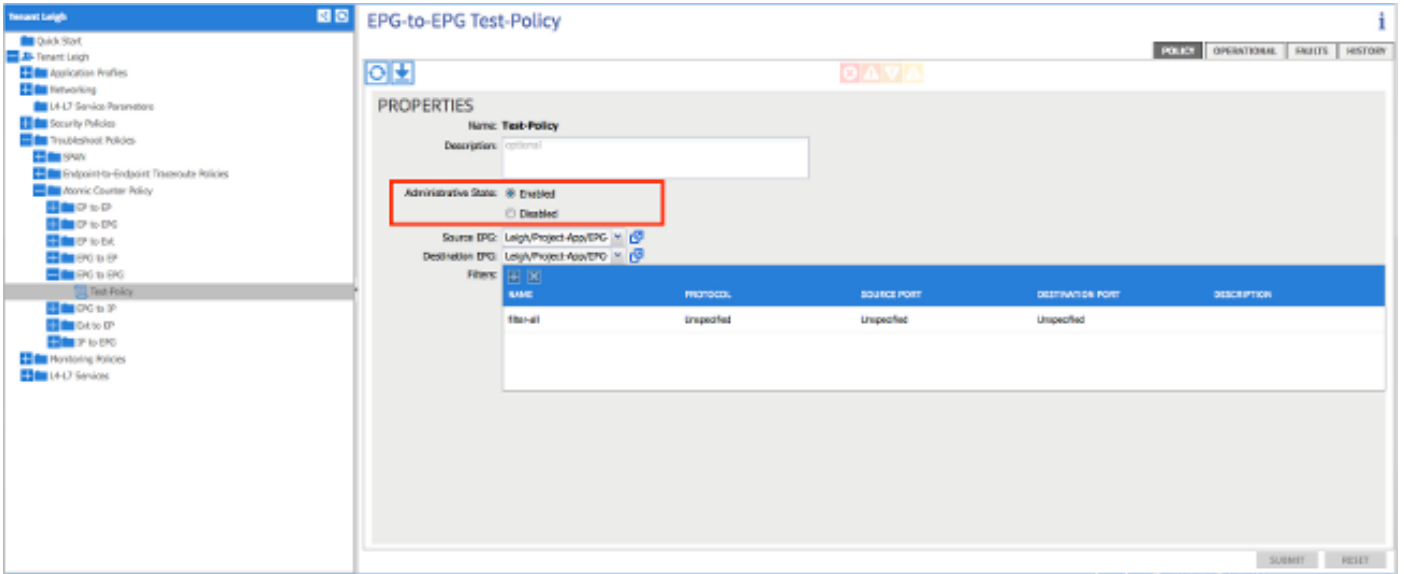 Tenant Leigh
Quick Start
Tenant Leigh
Application Profiles
Networking
L4-L7 Service Parameters
Security Policies
Troubleshoot Policies
SPAN
Endpoint-to-Endpoint Traceroute Policies
Atomic Counter Policy
EP to EP
EP to EPG
EP to Ext
EPG to EP
EPG to EPG
Test-Policy
EPG to IP
Ext to EP
IP to EPG
Monitoring Policies
L4-L7 Services
EPG-to-EPG Test-Policy
i
POLICY OPERATIONAL FAULTS HISTORY
PROPERTIES
Name: Test-Policy
Description: optional
Administrative State: Enabled
Disabled
Source EPG: Leigh/Project-App/EPG
Destination EPG: Leigh/Project-App/EPG
Filters:
NAME PROTOCOL SOURCE PORT DESTINATION PORT DESCRIPTION
filter-all Unspecified Unspecified Unspecified
SUBMIT RESET